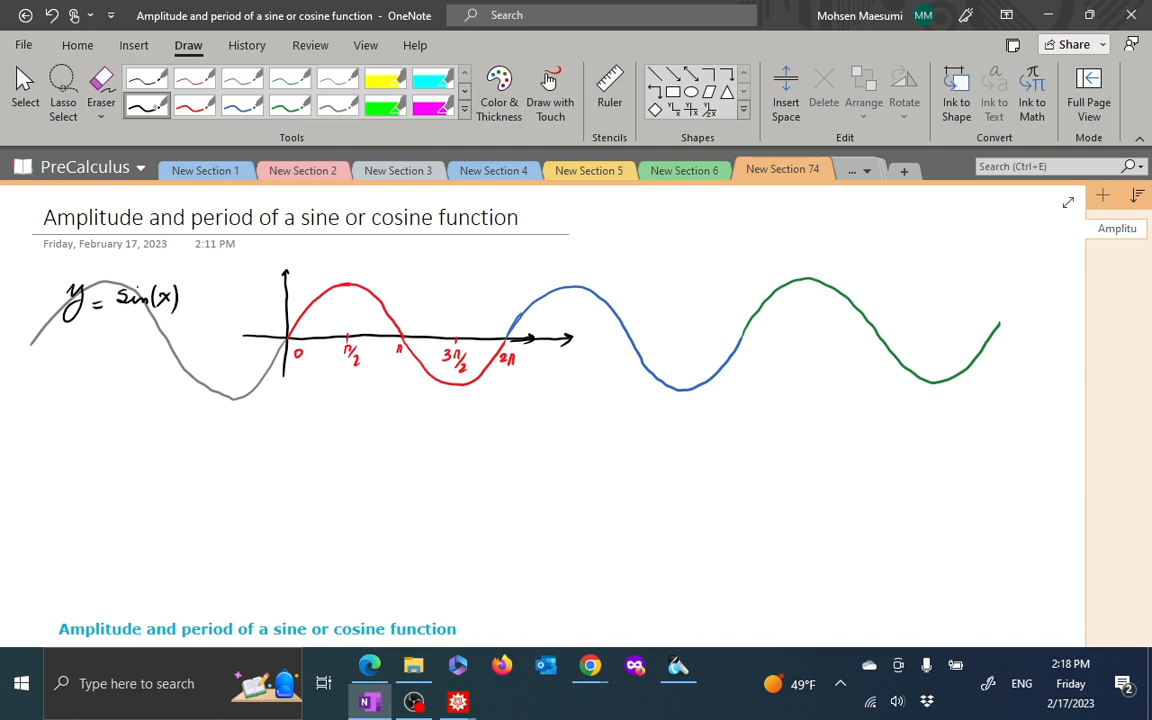 Amplitude and period of a sine or cosine function - OneNote
Search
Mohsen Maesumi MM
File Home Insert Draw History Review View Help
Share
Select
Lasso Select
Eraser
Color & Thickness
Draw with Touch
Ruler
Insert Space
Delete
Arrange
Rotate
Ink to Shape
Ink to Text
Ink to Math
Full Page View
Tools Stencils Shapes Edit Convert Mode
PreCalculus New Section 1 New Section 2 New Section 3 New Section 4 New Section 5 New Section 6 New Section 74 ... Search (Ctrl+E)
Amplitude and period of a sine or cosine function
Amplitu
Friday, February 17, 2023 2:11 PM
y = sin(x)
0 π/2 π 3π/2 2π
Amplitude and period of a sine or cosine function
Type here to search
49°F
ENG
2:18 PM
Friday
2/17/2023
2